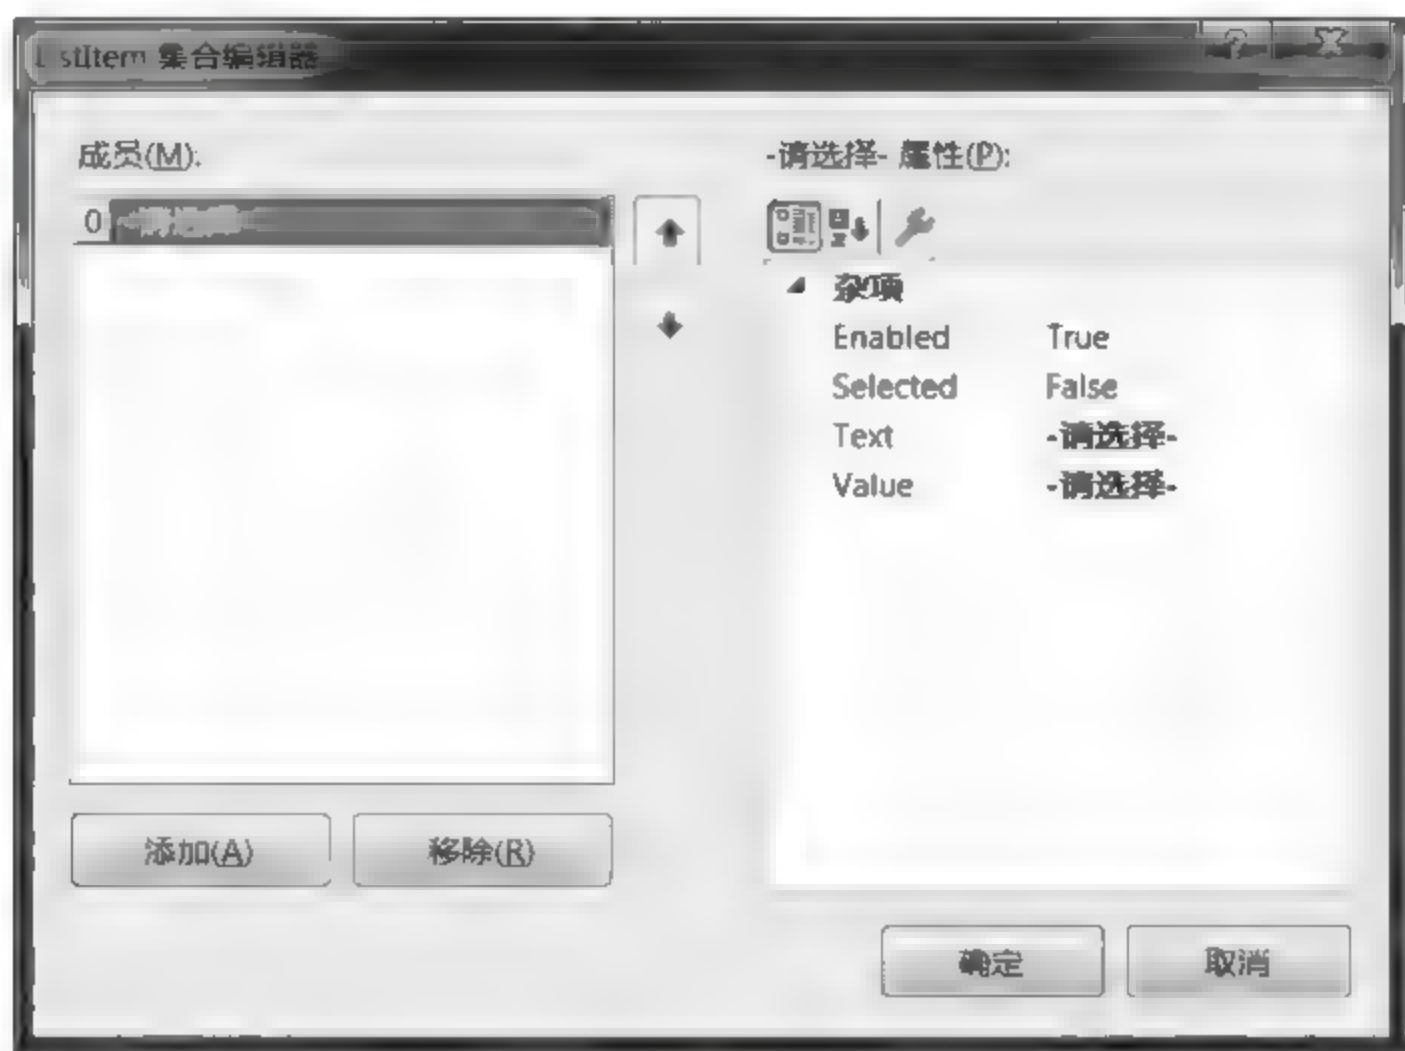 ListItem 集合编辑器
成员(M):
0
添加(A)
移除(R)
-请选择- 属性(P):
杂项
Enabled True
Selected False
Text -请选择-
Value -请选择-
确定
取消